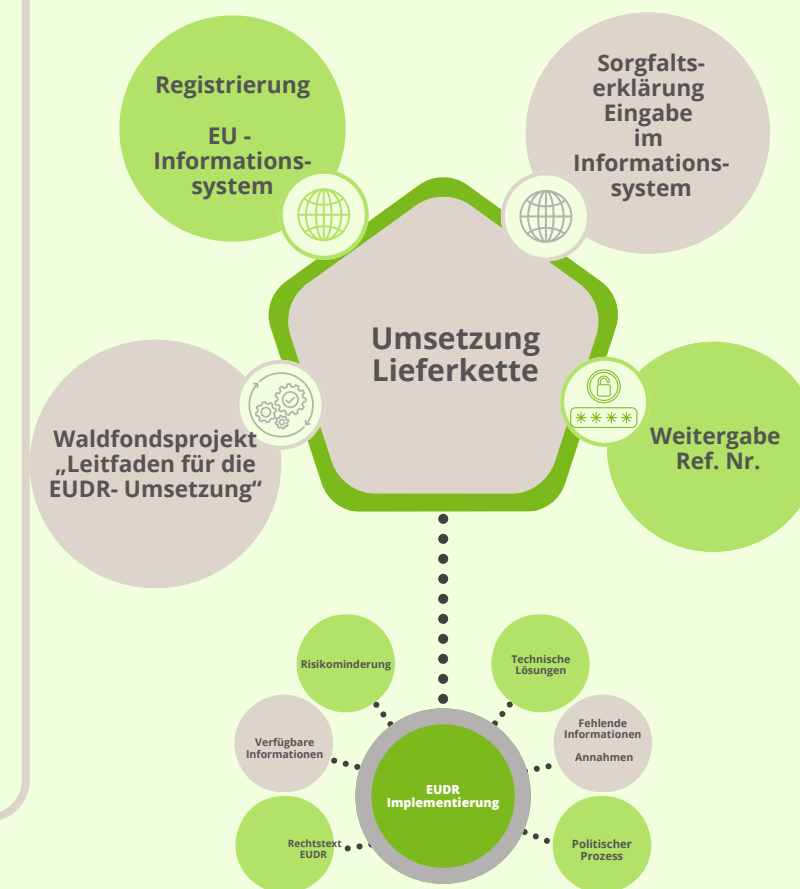 Registrierung
EU -
Informations-
system
Sorgfalts-
erklärung
Eingabe
im
Informations-
system
Umsetzung
Lieferkette
Waldfondsprojekt
„Leitfaden für die
EUDR- Umsetzung“
****
Weitergabe
Ref. Nr.
Risikominderung
Technische
Lösungen
Verfügbare
Informationen
Fehlende
Informationen
Annahmen
EUDR
Implementierung
Rechtstext
EUDR
Politischer
Prozess